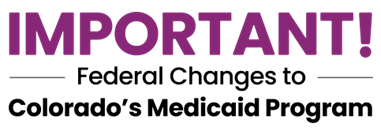 IMPORTANT!
Federal Changes to
Colorado's Medicaid Program